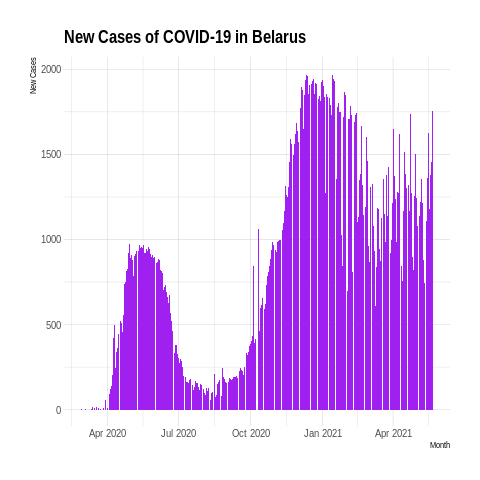 New Cases of COVID-19 in Belarus
New Cases
2000
1500
1000
500
0
Apr 2020 Jul 2020 Oct 2020 Jan 2021 Apr 2021
Month